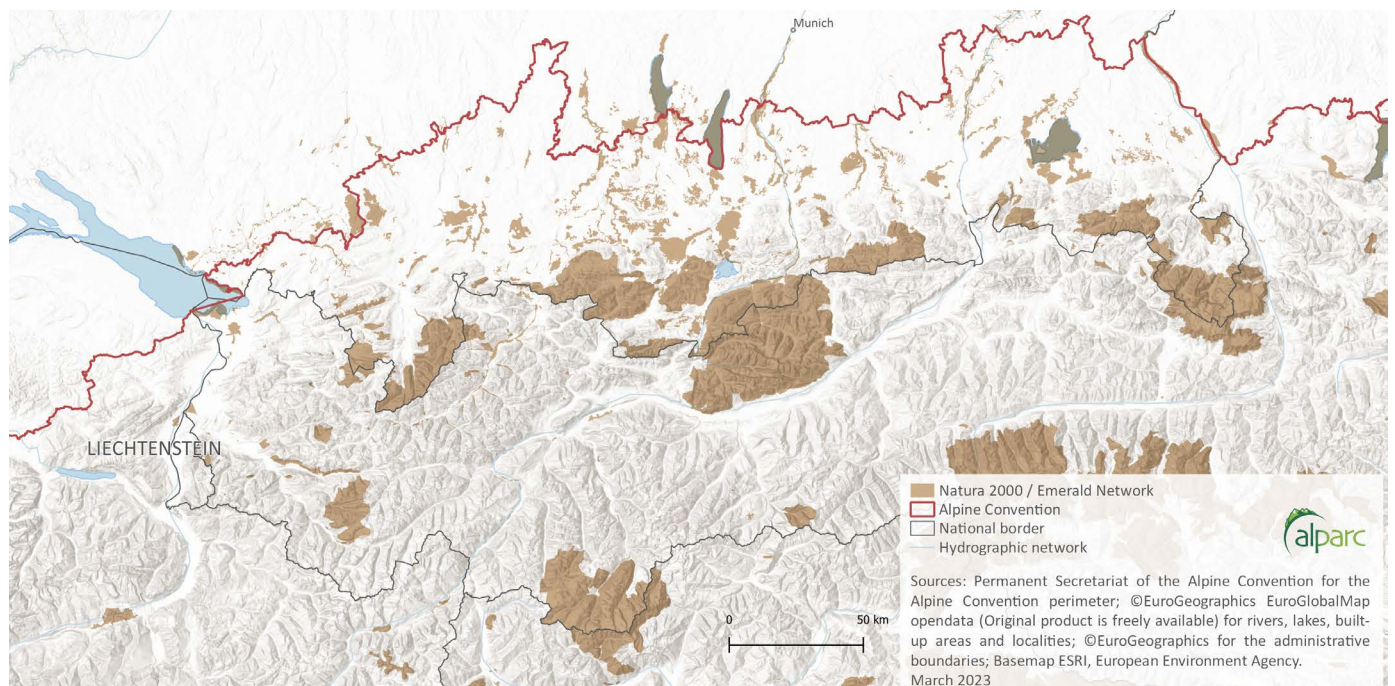 Munich
LIECHTENSTEIN
Natura 2000 / Emerald Network
Alpine Convention
National border
Hydrographic network
alparc
Sources: Permanent Secretariat of the Alpine Convention for the
Alpine Convention perimeter; ©EuroGeographics EuroGlobalMap
opendata (Original product is freely available) for rivers, lakes, built-
up areas and localities; ©EuroGeographics for the administrative
boundaries; Basemap ESRI, European Environment Agency.
March 2023
0 50 km